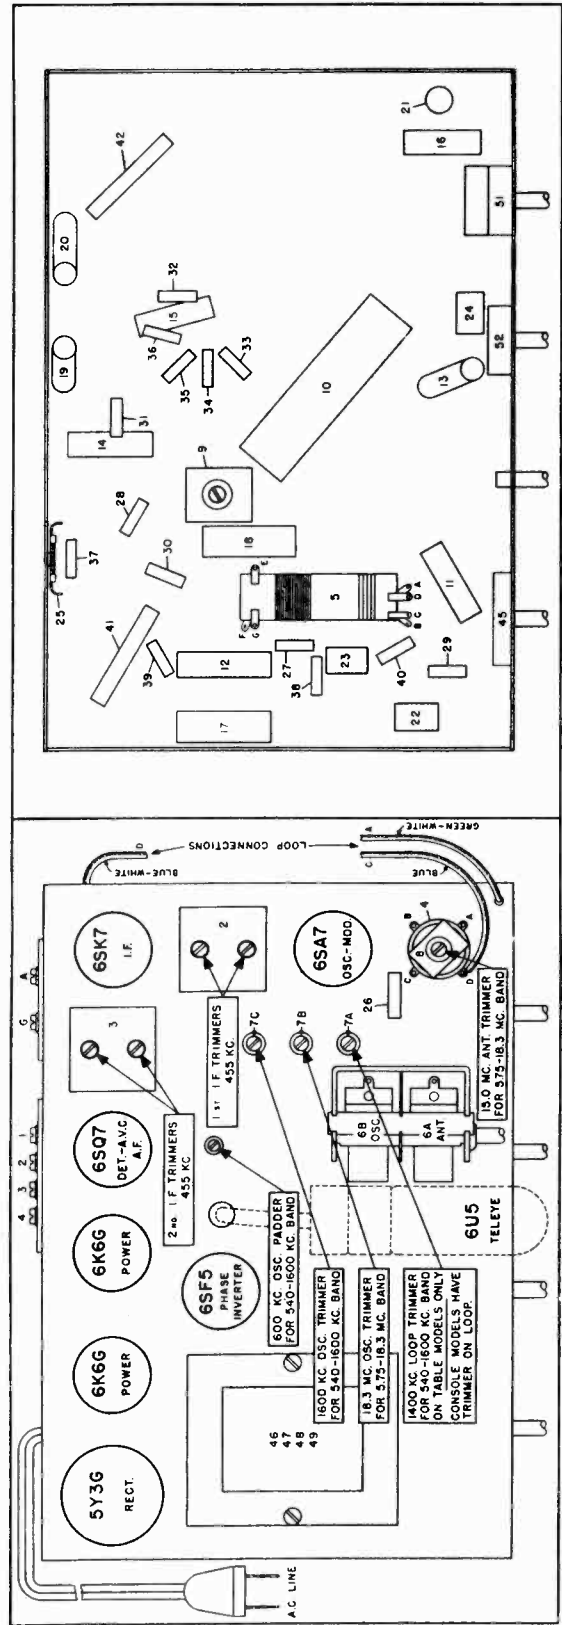 42
20
19
32
15
36
35
34
33
14
31
28
9
10
37
25
30
18
E
F
G
5
41
39
12
27
38
23
17
40
22
29
A
D
C
B
11
45
13
52
24
51
16
21
BLUE-WHITE
D
LOOP CONNECTIONS
A
GREEN-WHITE
C
BLUE
A
G
1
2
3
4
6SK7
I.F.
2
6SA7
OSC-MOD
3
6SQ7
DET.-A.V.C
A.F.
1 ST I F TRIMMERS
455 KC.
2 ND. I F TRIMMERS
455 KC
7C
7B
7A
26
B
4
8
A
C
D
15.0 MC. ANT. TRIMMER
FOR 5.75-18.3 MC. BAND
6B
OSC
6A
ANT
6K6G
POWER
6SF5
PHASE
INVERTER
600 KC. OSC. PADDER
FOR 540-1600 KC. BAND
6U5
TELEYE
1600 KC. OSC. TRIMMER
FOR 540-1600 KC. BAND
18.3 MC. OSC. TRIMMER
FOR 5.75-18.3 MC. BAND
1400 KC. LOOP TRIMMER
FOR 540-1600 KC. BAND
ON TABLE MODELS ONLY
CONSOLE MODELS HAVE
TRIMMER ON LOOP.
6K6G
POWER
46
47
48
49
5Y3G
RECT.
A.C. LINE